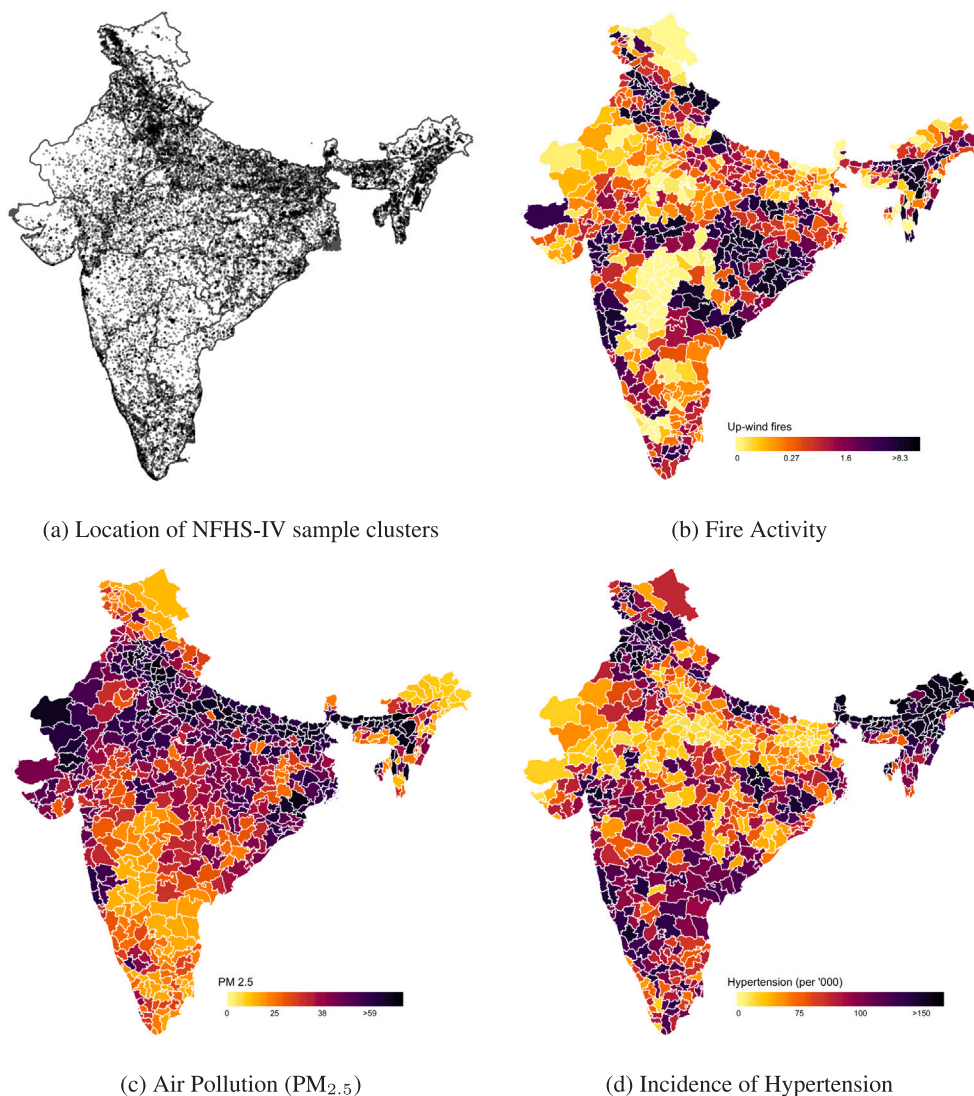 (a) Location of NFHS-IV sample clusters
Up-wind fires
0 0.27 1.6 >8.3
(b) Fire Activity
PM 2.5
0 25 38 >59
(c) Air Pollution (PM₂.₅)
Hypertension (per '000)
0 75 100 >150
(d) Incidence of Hypertension